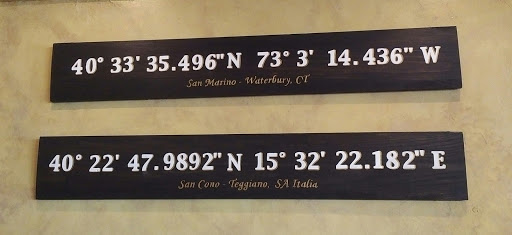 40° 33' 35.496" N 73° 3' 14.436" W
San Marino - Waterbury, CT
40° 22' 47.9892" N 15° 32' 22.182" E
San Cono - Teggiano, SA Italia